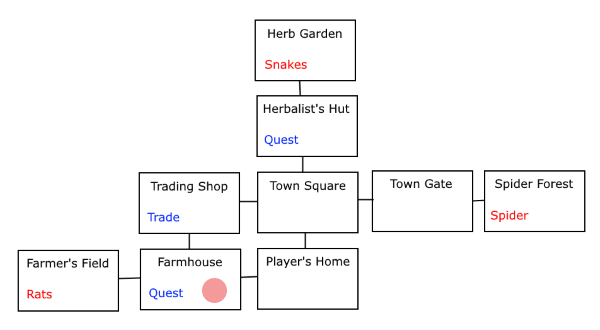 Herb Garden
Snakes
Herbalist's Hut
Quest
Trading Shop
Trade
Town Square
Town Gate
Spider Forest
Spider
Farmer's Field
Rats
Farmhouse
Quest
Player's Home